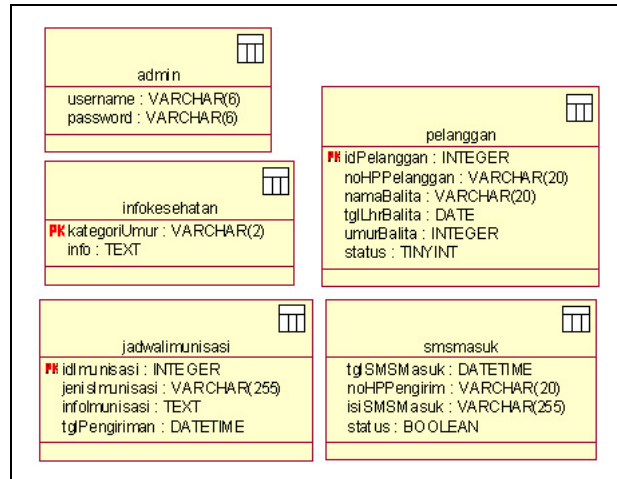 admin
username : VARCHAR(6)
password : VARCHAR(6)
infokesehatan
PK kategoriUmur : VARCHAR(2)
info : TEXT
jadwalimunisasi
PK idImunisasi : INTEGER
jenisImunisasi : VARCHAR(255)
infoImunisasi : TEXT
tglPengiriman : DATETIME
pelanggan
PK idPelanggan : INTEGER
noHPPelanggan : VARCHAR(20)
namaBalita : VARCHAR(20)
tglLhrBalita : DATE
umurBalita : INTEGER
status : TINYINT
smsmasuk
tglSMSMasuk : DATETIME
noHPPengirim : VARCHAR(20)
isiSMSMasuk : VARCHAR(255)
status : BOOLEAN